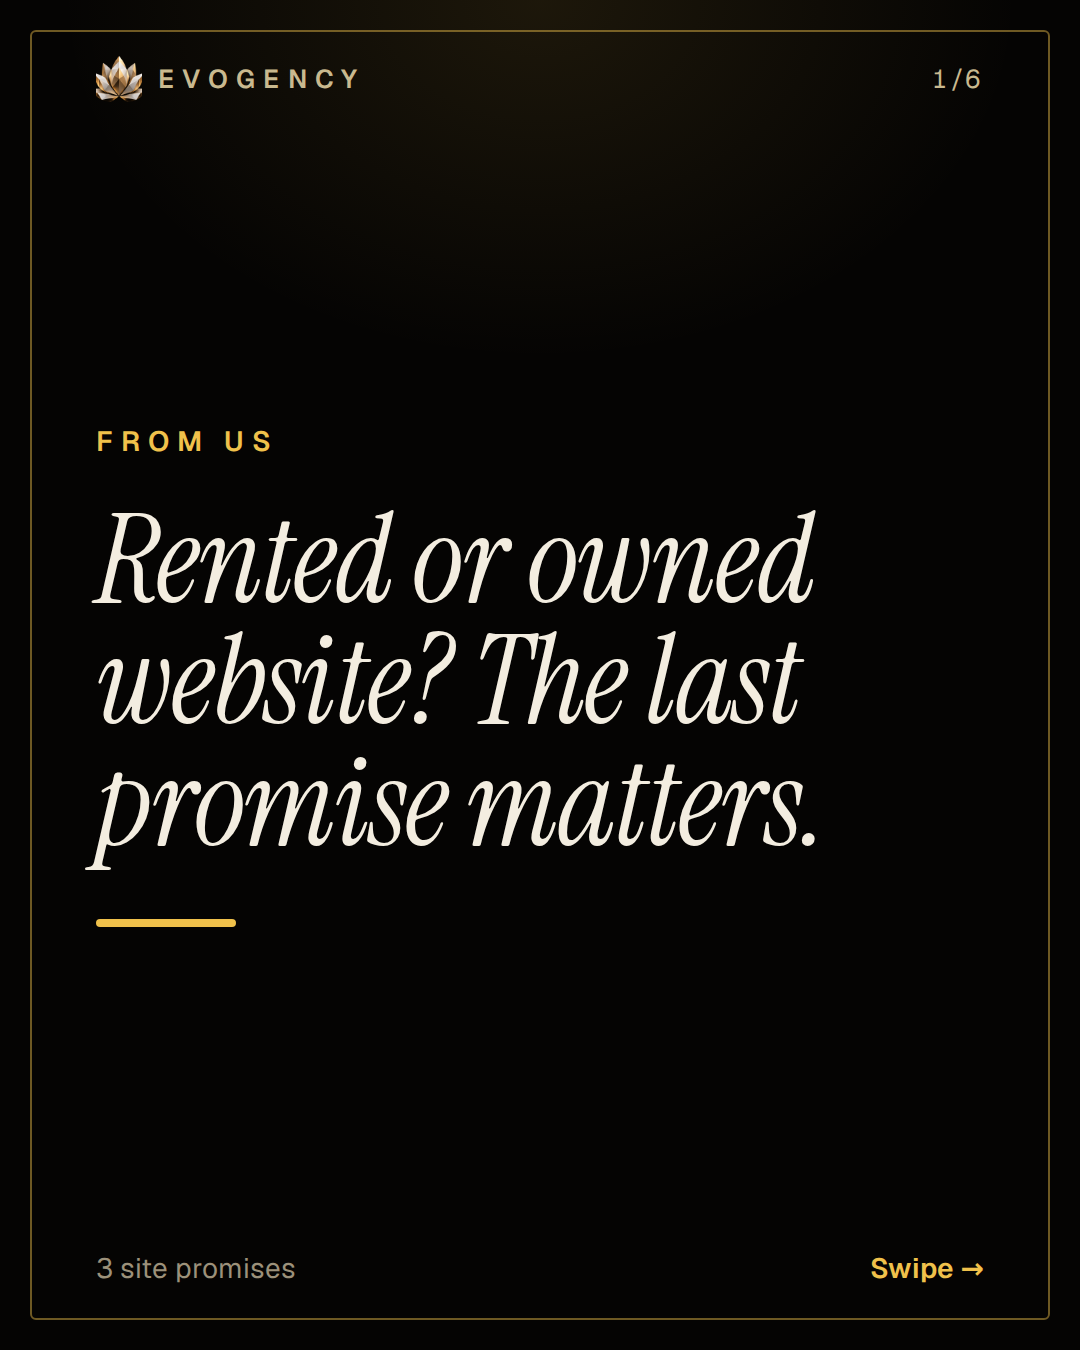 EVOGENCY
1/6
FROM US
Rented or owned
website? The last
promise matters.
3 site promises
Swipe →